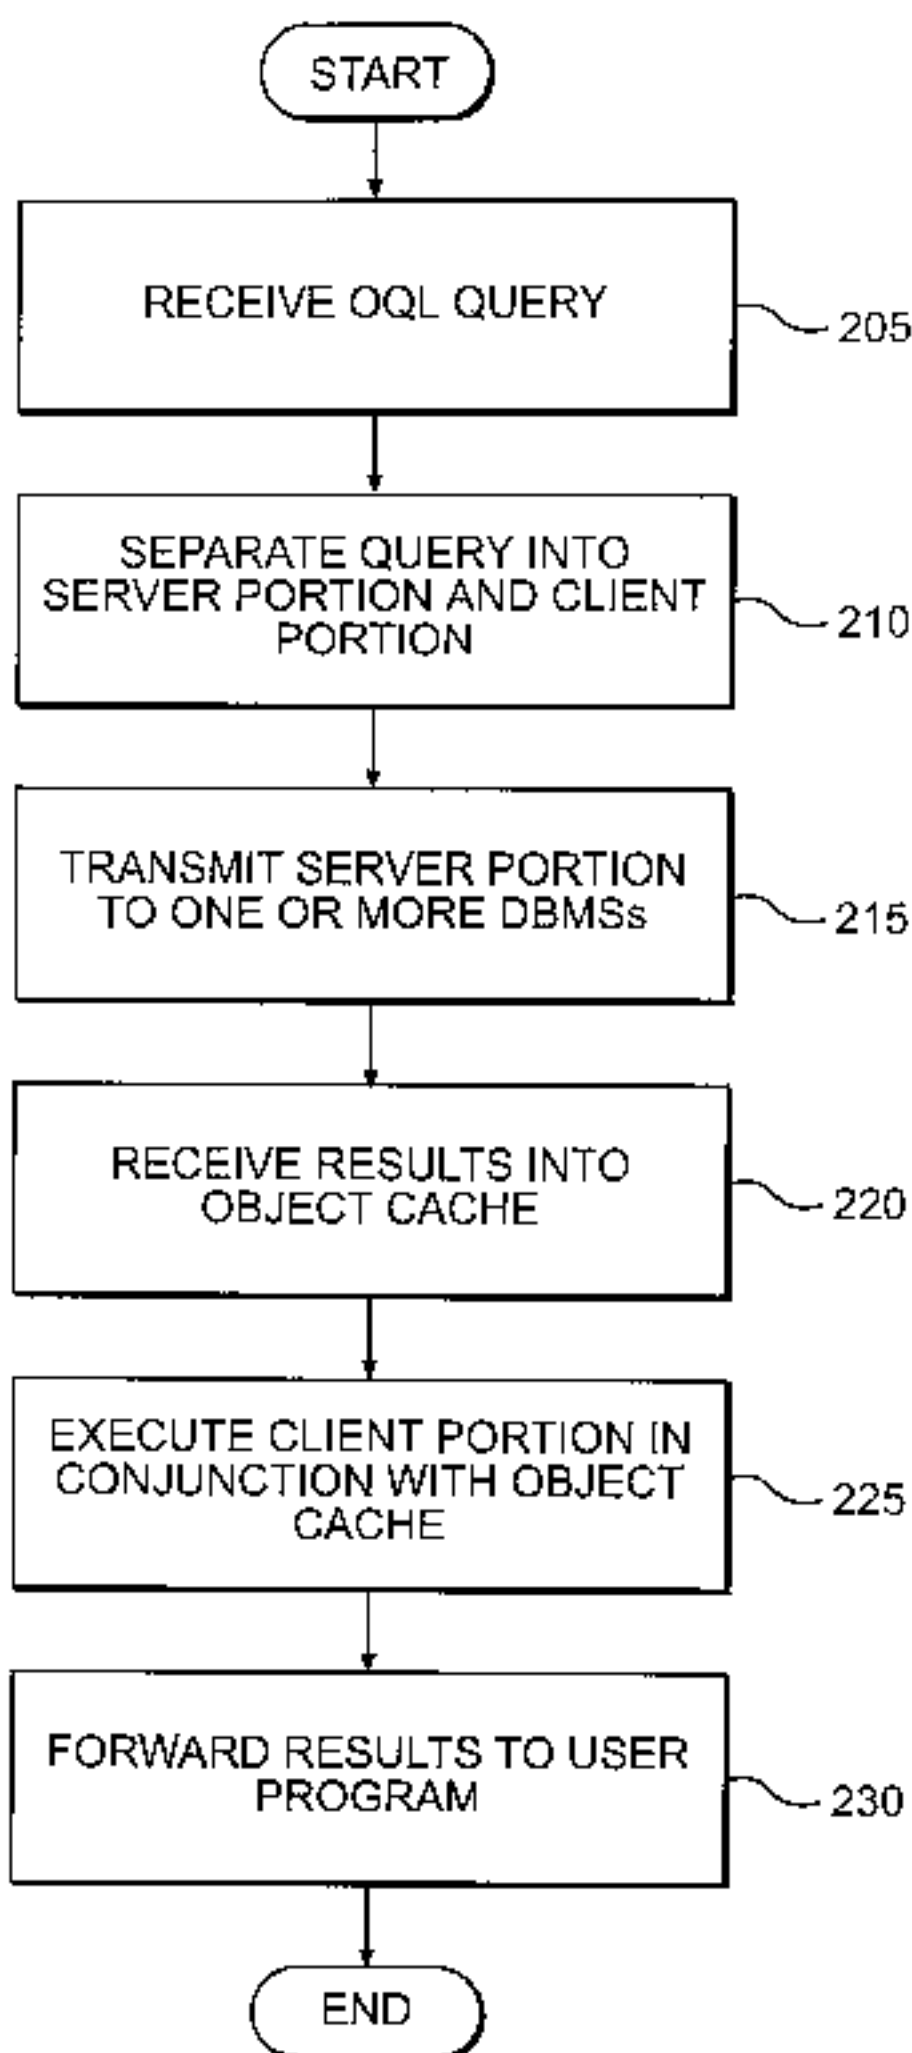 START
RECEIVE OQL QUERY
205
SEPARATE QUERY INTO
SERVER PORTION AND CLIENT
PORTION
210
TRANSMIT SERVER PORTION
TO ONE OR MORE DBMSs
215
RECEIVE RESULTS INTO
OBJECT CACHE
220
EXECUTE CLIENT PORTION IN
CONJUNCTION WITH OBJECT
CACHE
225
FORWARD RESULTS TO USER
PROGRAM
230
END